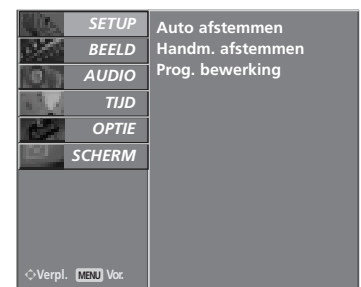 SETUP
BEELD
AUDIO
TIJD
OPTIE
SCHERM
Auto afstemmen
Handm. afstemmen
Prog. bewerking
Verpl. MENU Vor.